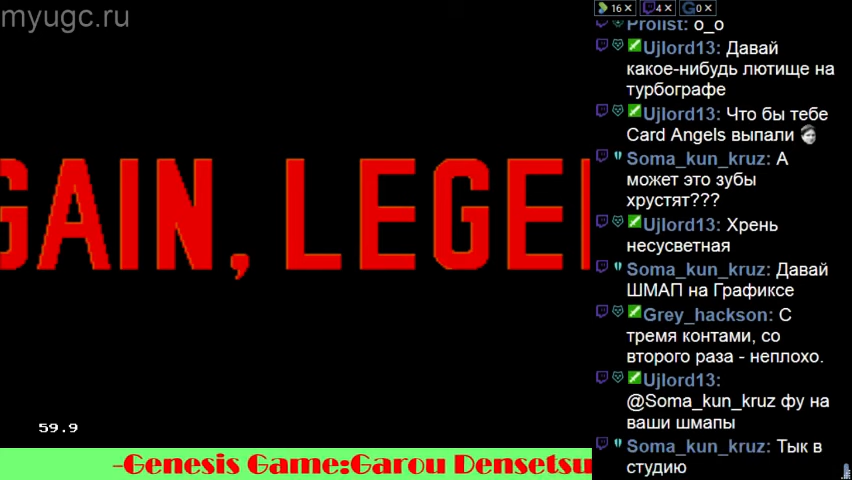 myugc.ru
GAIN, LEGE
59.9
-Genesis Game:Garou Densetsu
16 × 4 × G 0 ×
Prolist: o_o
Ujlord13: Давай
какое-нибудь лютище на
турбографе
Ujlord13: Что бы тебе
Card Angels выпали
Soma_kun_kruz: А
может это зубы
хрустят???
Ujlord13: Хрень
несусветная
Soma_kun_kruz: Давай
ШМАП на Графиксе
Grey_hackson: С
тремя контами, со
второго раза - неплохо.
Ujlord13:
@Soma_kun_kruz фу на
ваши шмапы
Soma_kun_kruz: Тык в
студию